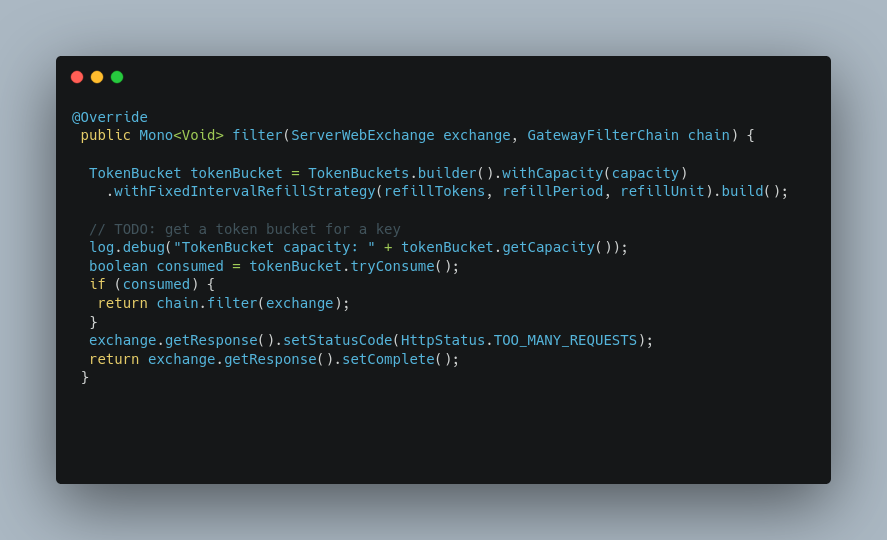 @Override
public Mono<Void> filter(ServerWebExchange exchange, GatewayFilterChain chain) {
TokenBucket tokenBucket = TokenBuckets.builder().withCapacity(capacity)
.withFixedIntervalRefillStrategy(refillTokens, refillPeriod, refillUnit).build();
// TODO: get a token bucket for a key
log.debug("TokenBucket capacity: " + tokenBucket.getCapacity());
boolean consumed = tokenBucket.tryConsume();
if (consumed) {
return chain.filter(exchange);
}
exchange.getResponse().setStatusCode(HttpStatus.TOO_MANY_REQUESTS);
return exchange.getResponse().setComplete();
}